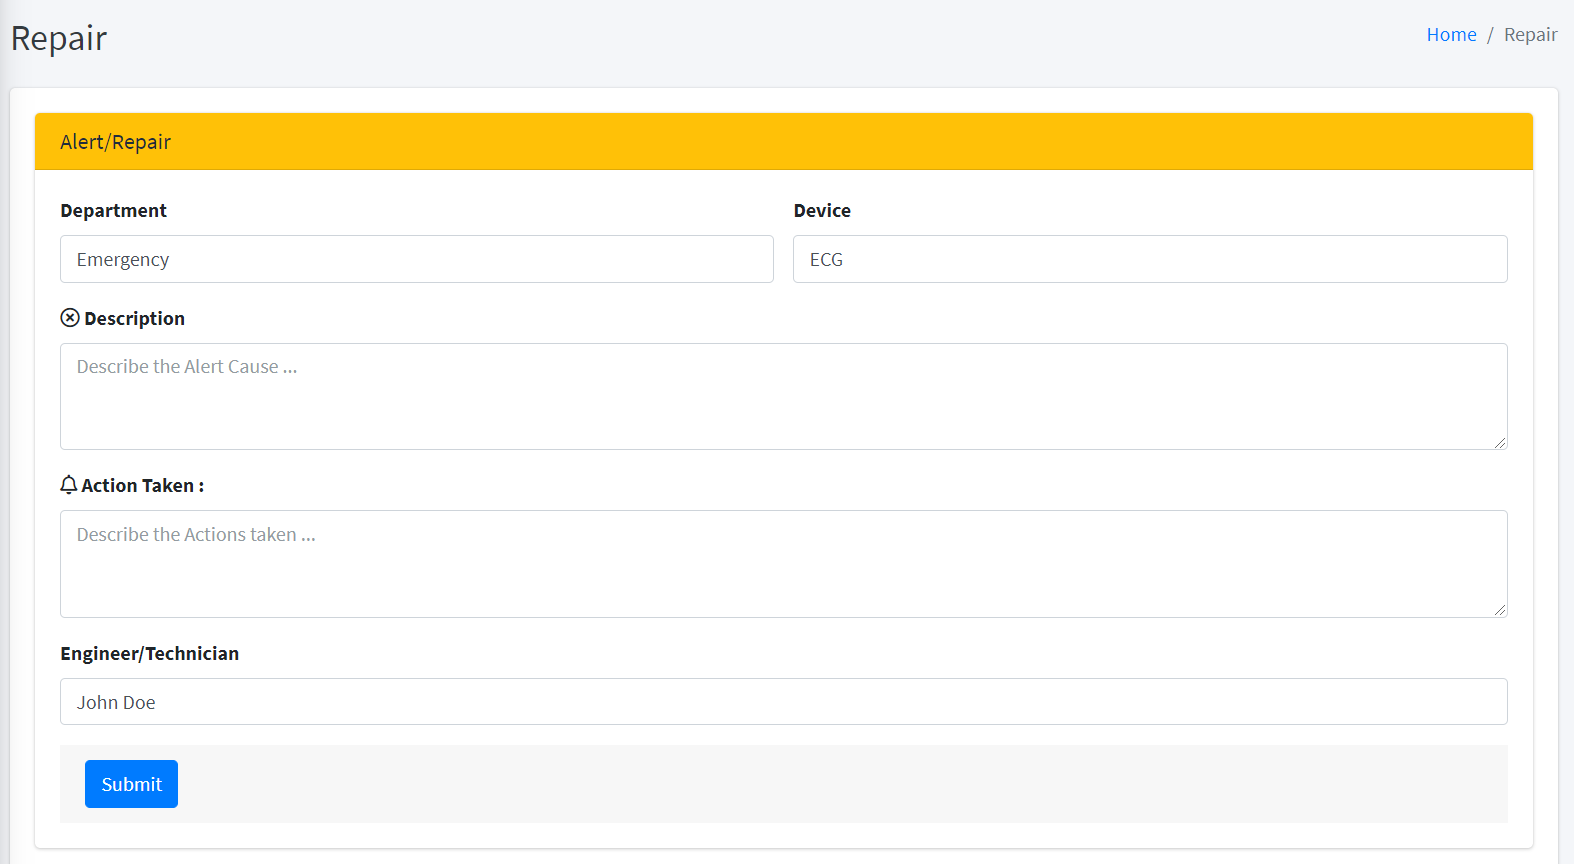 Repair
Home / Repair
Alert/Repair
Department
Device
Emergency
ECG
Description
Describe the Alert Cause ...
Action Taken :
Describe the Actions taken ...
Engineer/Technician
John Doe
Submit